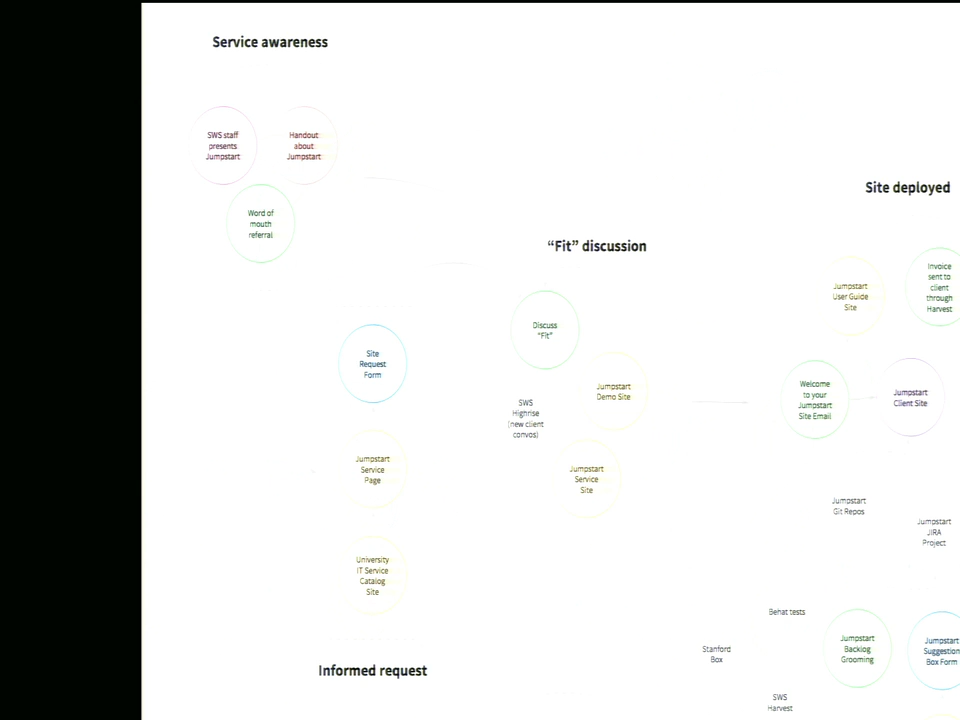 Service awareness
SWS staff
presents
Jumpstart
Handout
about
Jumpstart
Word of
mouth
referral
Site deployed
“Fit” discussion
Jumpstart
User Guide
Site
Invoice
sent to
client
through
Harvest
Discuss
“Fit”
Site
Request
Form
Jumpstart
Demo Site
SWS
Highrise
(new client
convos)
Welcome
to your
Jumpstart
Site Email
Jumpstart
Client Site
Jumpstart
Service
Page
Jumpstart
Service
Site
Jumpstart
Git Repos
Jumpstart
JIRA
Project
University
IT Service
Catalog
Site
Behat tests
Stanford
Box
Jumpstart
Backlog
Grooming
Jumpstart
Suggestion
Box Form
Informed request
SWS
Harvest